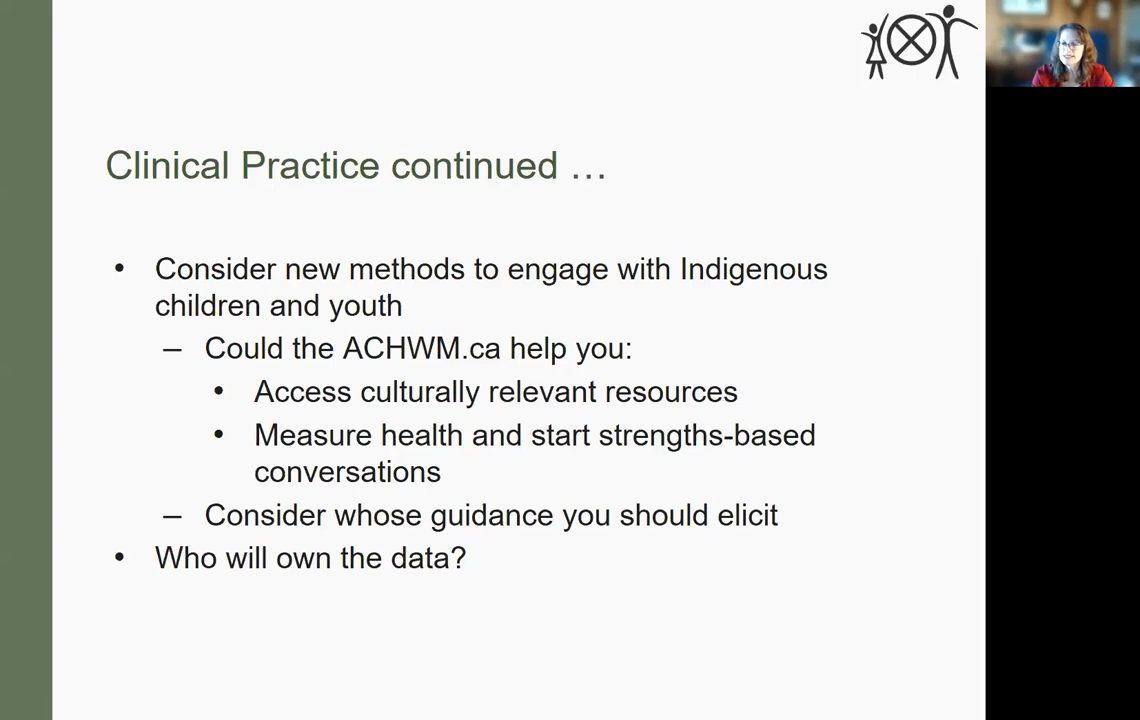 Clinical Practice continued …
• Consider new methods to engage with Indigenous
children and youth
– Could the ACHWM.ca help you:
• Access culturally relevant resources
• Measure health and start strengths-based
conversations
– Consider whose guidance you should elicit
• Who will own the data?